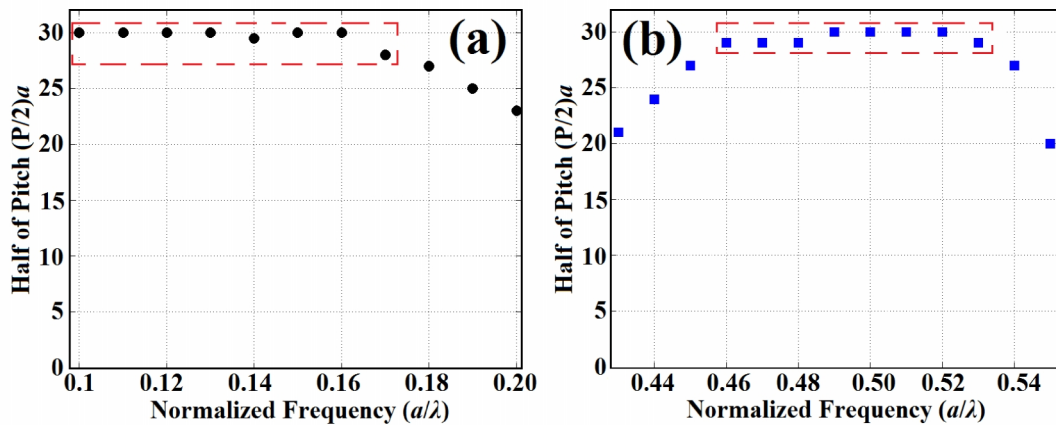 (a)
Half of Pitch (P/2)a
30
25
20
15
10
5
0
0.1 0.12 0.14 0.16 0.18 0.20
Normalized Frequency (a/λ)
(b)
Half of Pitch (P/2)a
30
25
20
15
10
5
0
0.44 0.46 0.48 0.50 0.52 0.54
Normalized Frequency (a/λ)